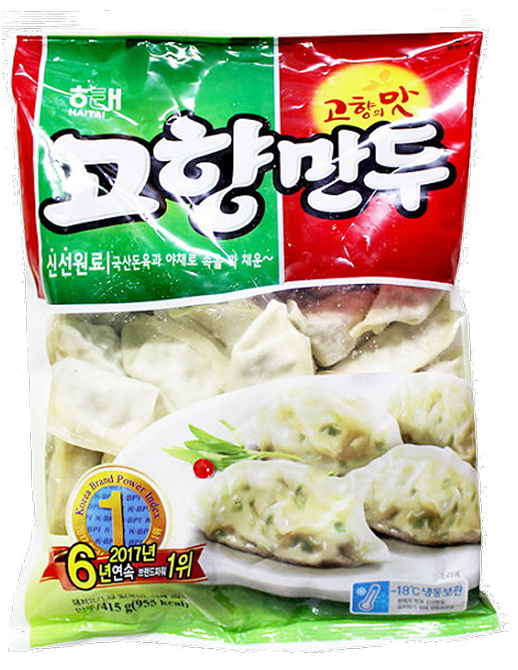 해태
HAITAI
고향의 맛
고향만두
신선원료 국산돈육과 야채로 속을 꽉 채운~
Korea Brand Power Index
K-BPI
1
2017년
6년연속 브랜드파워 1위
만두/415 g(955 kcal)
-18℃ 냉동보관